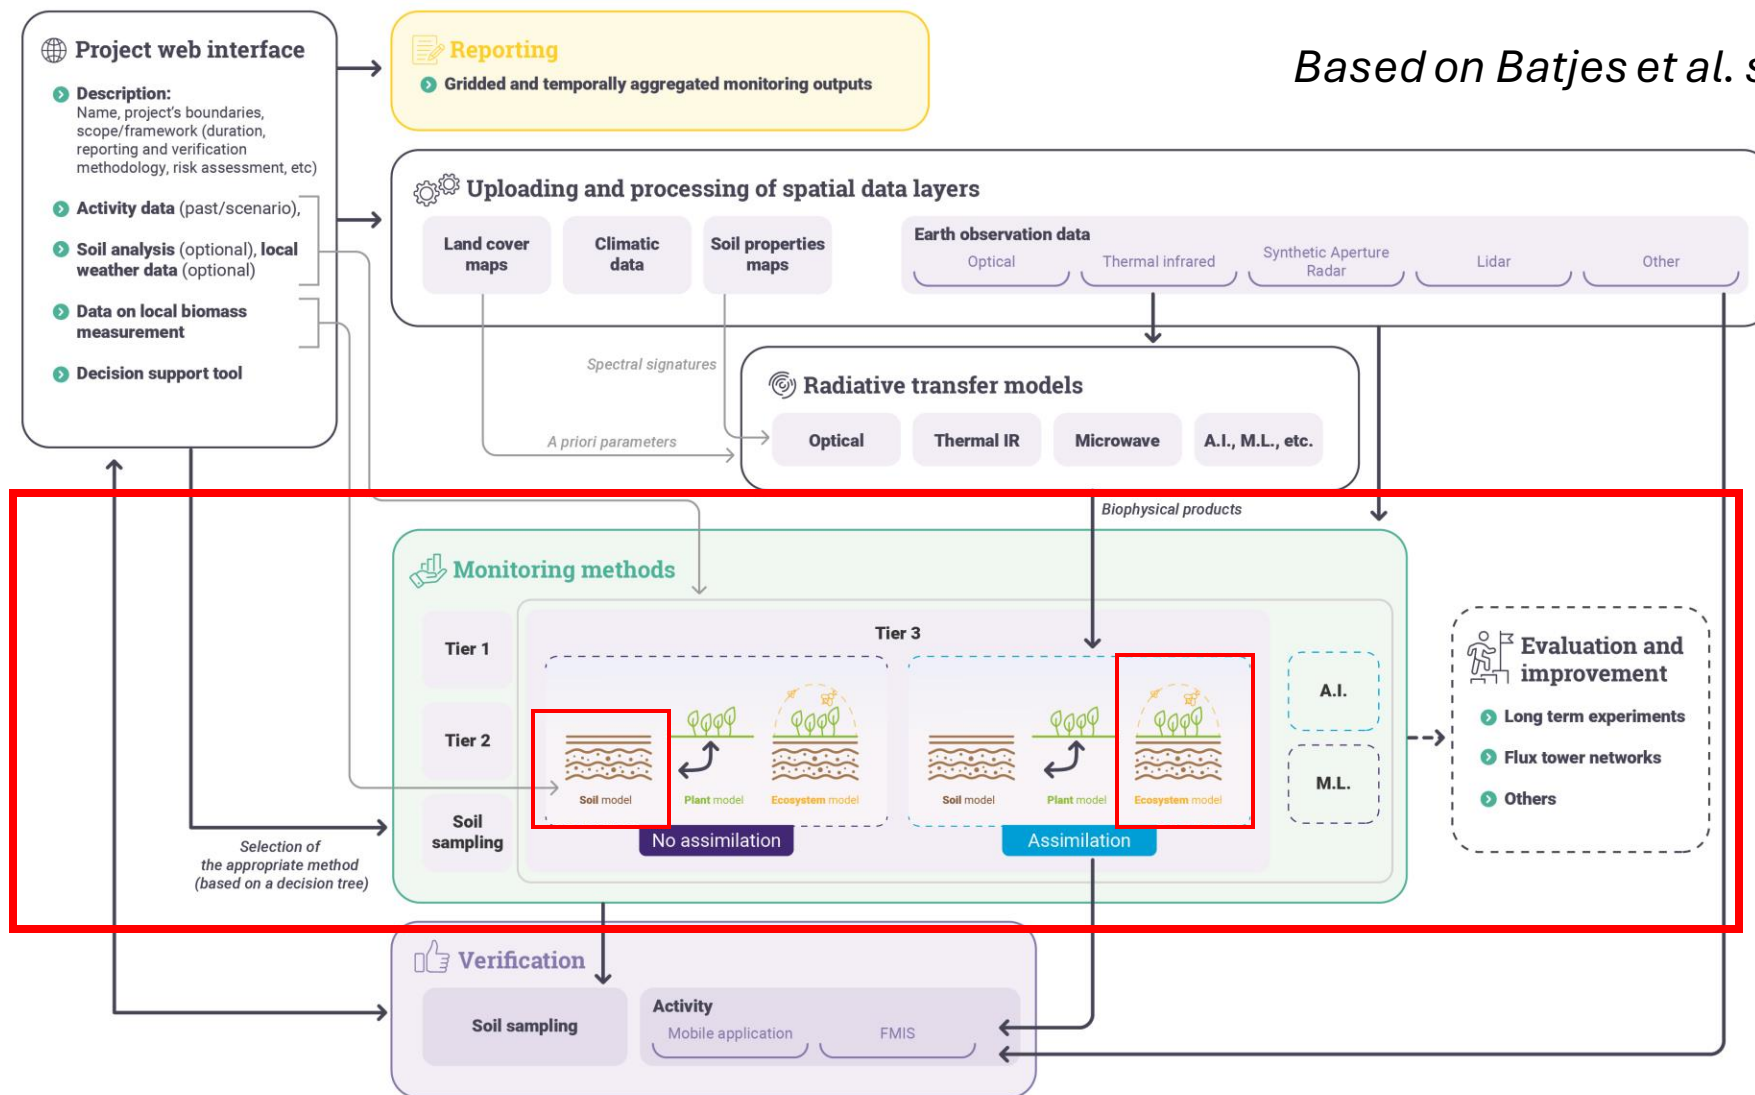 Project web interface
Description:
Name, project's boundaries,
scope/framework (duration,
reporting and verification
methodology, risk assessment, etc)
Activity data (past/scenario),
Soil analysis (optional), local
weather data (optional)
Data on local biomass
measurement
Decision support tool
Reporting
Gridded and temporally aggregated monitoring outputs
Based on Batjes et al. s
Uploading and processing of spatial data layers
Land cover
maps
Climatic
data
Soil properties
maps
Earth observation data
Optical
Thermal infrared
Synthetic Aperture
Radar
Lidar
Other
Spectral signatures
A priori parameters
Radiative transfer models
Optical
Thermal IR
Microwave
A.I., M.L., etc.
Biophysical products
Monitoring methods
Tier 1
Tier 2
Soil
sampling
Tier 3
Soil model
Plant model
Ecosystem model
No assimilation
Soil model
Plant model
Ecosystem model
Assimilation
A.I.
M.L.
Evaluation and
improvement
Long term experiments
Flux tower networks
Others
Selection of
the appropriate method
(based on a decision tree)
Verification
Soil sampling
Activity
Mobile application
FMIS